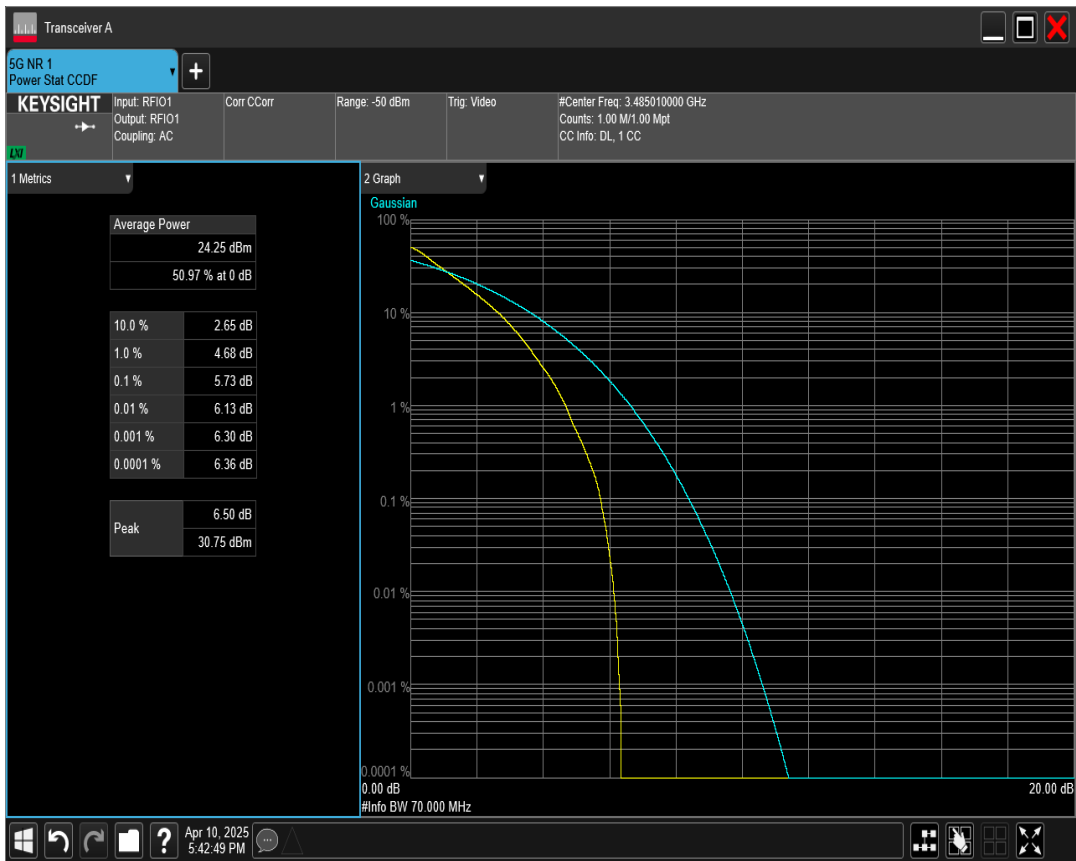 Transceiver A
5G NR 1
Power Stat CCDF
KEYSIGHT
LXI
Input: RFIO1
Output: RFIO1
Coupling: AC
Corr CCorr
Range: -50 dBm
Trig: Video
#Center Freq: 3.485010000 GHz
Counts: 1.00 M/1.00 Mpt
CC Info: DL, 1 CC
1 Metrics
Average Power
24.25 dBm
50.97 % at 0 dB
10.0 % 2.65 dB
1.0 % 4.68 dB
0.1 % 5.73 dB
0.01 % 6.13 dB
0.001 % 6.30 dB
0.0001 % 6.36 dB
Peak
6.50 dB
30.75 dBm
2 Graph
Gaussian
100 %
10 %
1 %
0.1 %
0.01 %
0.001 %
0.0001 %
0.00 dB 20.00 dB
#Info BW 70.000 MHz
Apr 10, 2025
5:42:49 PM